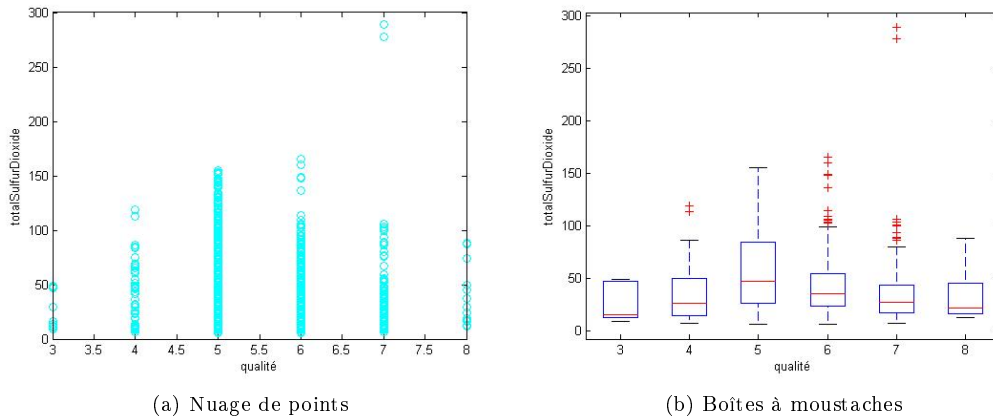 300
250
200
150
100
50
0
totalSulfurDioxide
3 3.5 4 4.5 5 5.5 6 6.5 7 7.5 8
qualité
(a) Nuage de points
300
250
200
150
100
50
0
totalSulfurDioxide
3 4 5 6 7 8
qualité
(b) Boîtes à moustaches